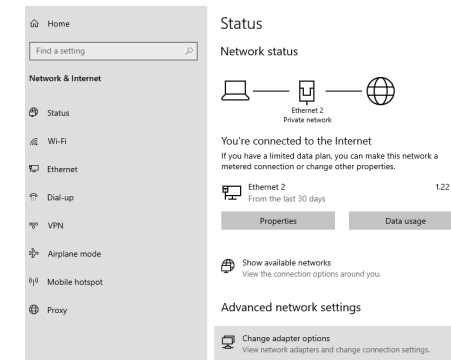 Home
Find a setting
Network & Internet
Status
Wi-Fi
Ethernet
Dial-up
VPN
Airplane mode
Mobile hotspot
Proxy
Status
Network status
Ethernet 2
Private network
You're connected to the Internet
If you have a limited data plan, you can make this network a
metered connection or change other properties.
Ethernet 2
1.22
From the last 30 days
Properties
Data usage
Show available networks
View the connection options around you.
Advanced network settings
Change adapter options
View network adapters and change connection settings.